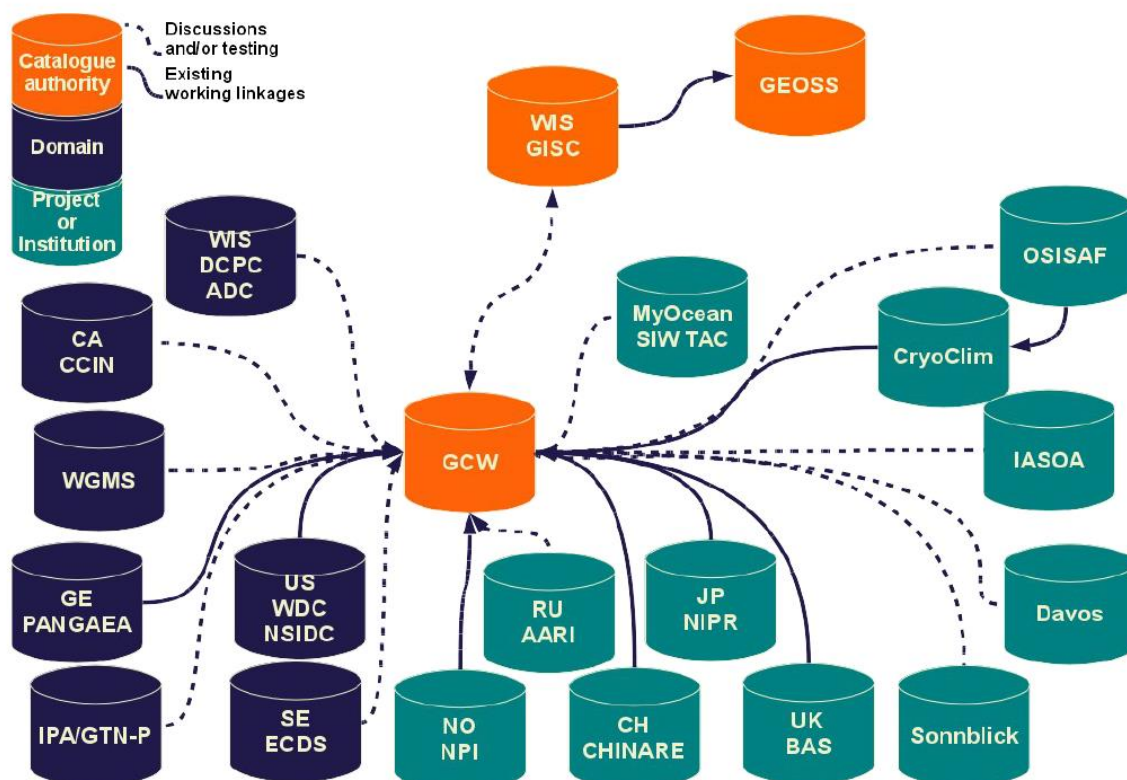 Discussions
and/or testing
Existing
working linkages
Catalogue
authority
Domain
Project
or
Institution
WIS
GISC
GEOSS
WIS
DCPC
ADC
OSISAF
MyOcean
SIW TAC
CA
CCIN
CryoClim
GCW
WGMS
IASOA
GE
PANGAEA
US
WDC
NSIDC
RU
AARI
JP
NIPR
Davos
IPA/GTN-P
SE
ECDS
NO
NPI
CH
CHINARE
UK
BAS
Sonnblick